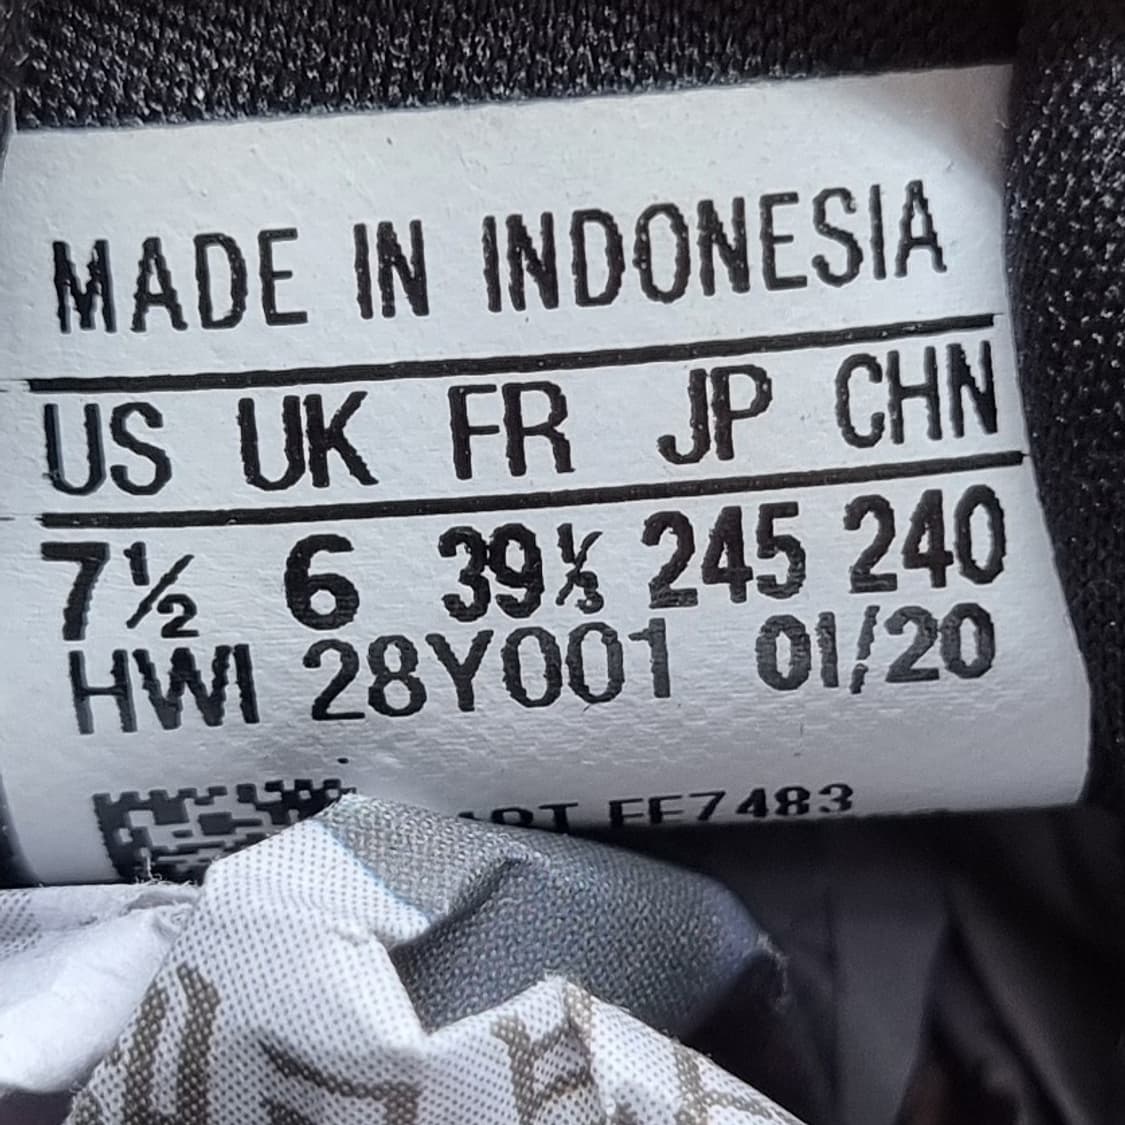 MADE IN INDONESIA
US UK FR JP CHN
7½ 6 39⅓ 245 240
HWI 28Y001 01/20